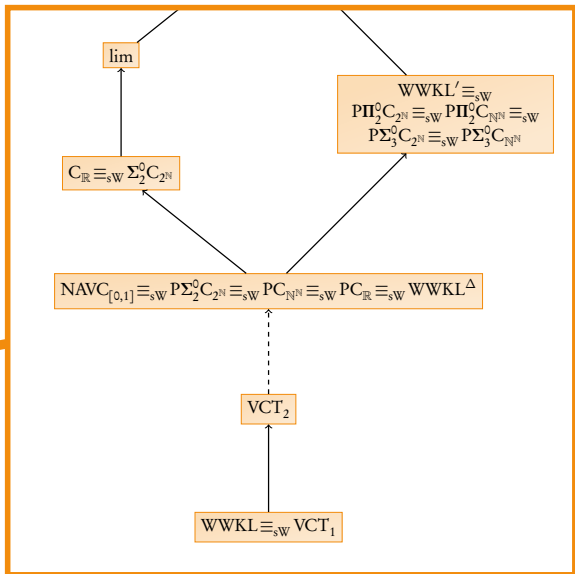 lim
WWKL′ ≡sW
PΠ⁰₂C₂ℕ ≡sW PΠ⁰₂Cℕℕ ≡sW
PΣ⁰₃C₂ℕ ≡sW PΣ⁰₃Cℕℕ
Cℝ ≡sW Σ⁰₂C₂ℕ
NAVC[0,1] ≡sW PΣ⁰₂C₂ℕ ≡sW PCℕℕ ≡sW PCℝ ≡sW WWKLΔ
VCT₂
WWKL ≡sW VCT₁